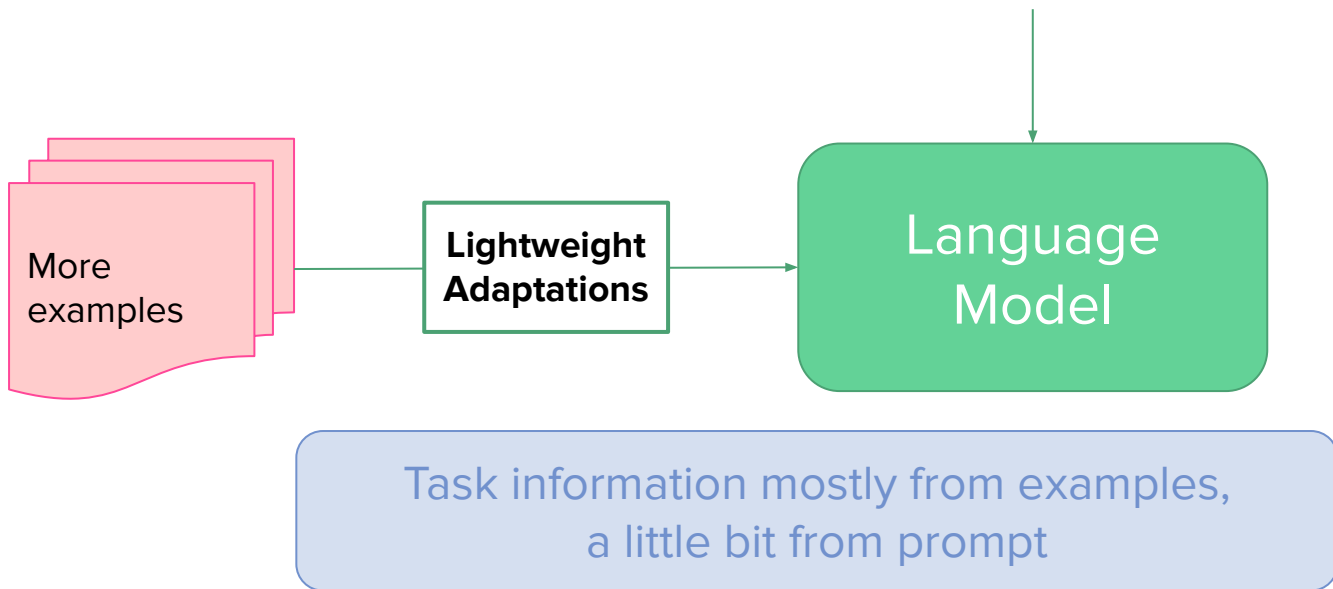 More
examples
Lightweight
Adaptations
Language
Model
Task information mostly from examples,
a little bit from prompt